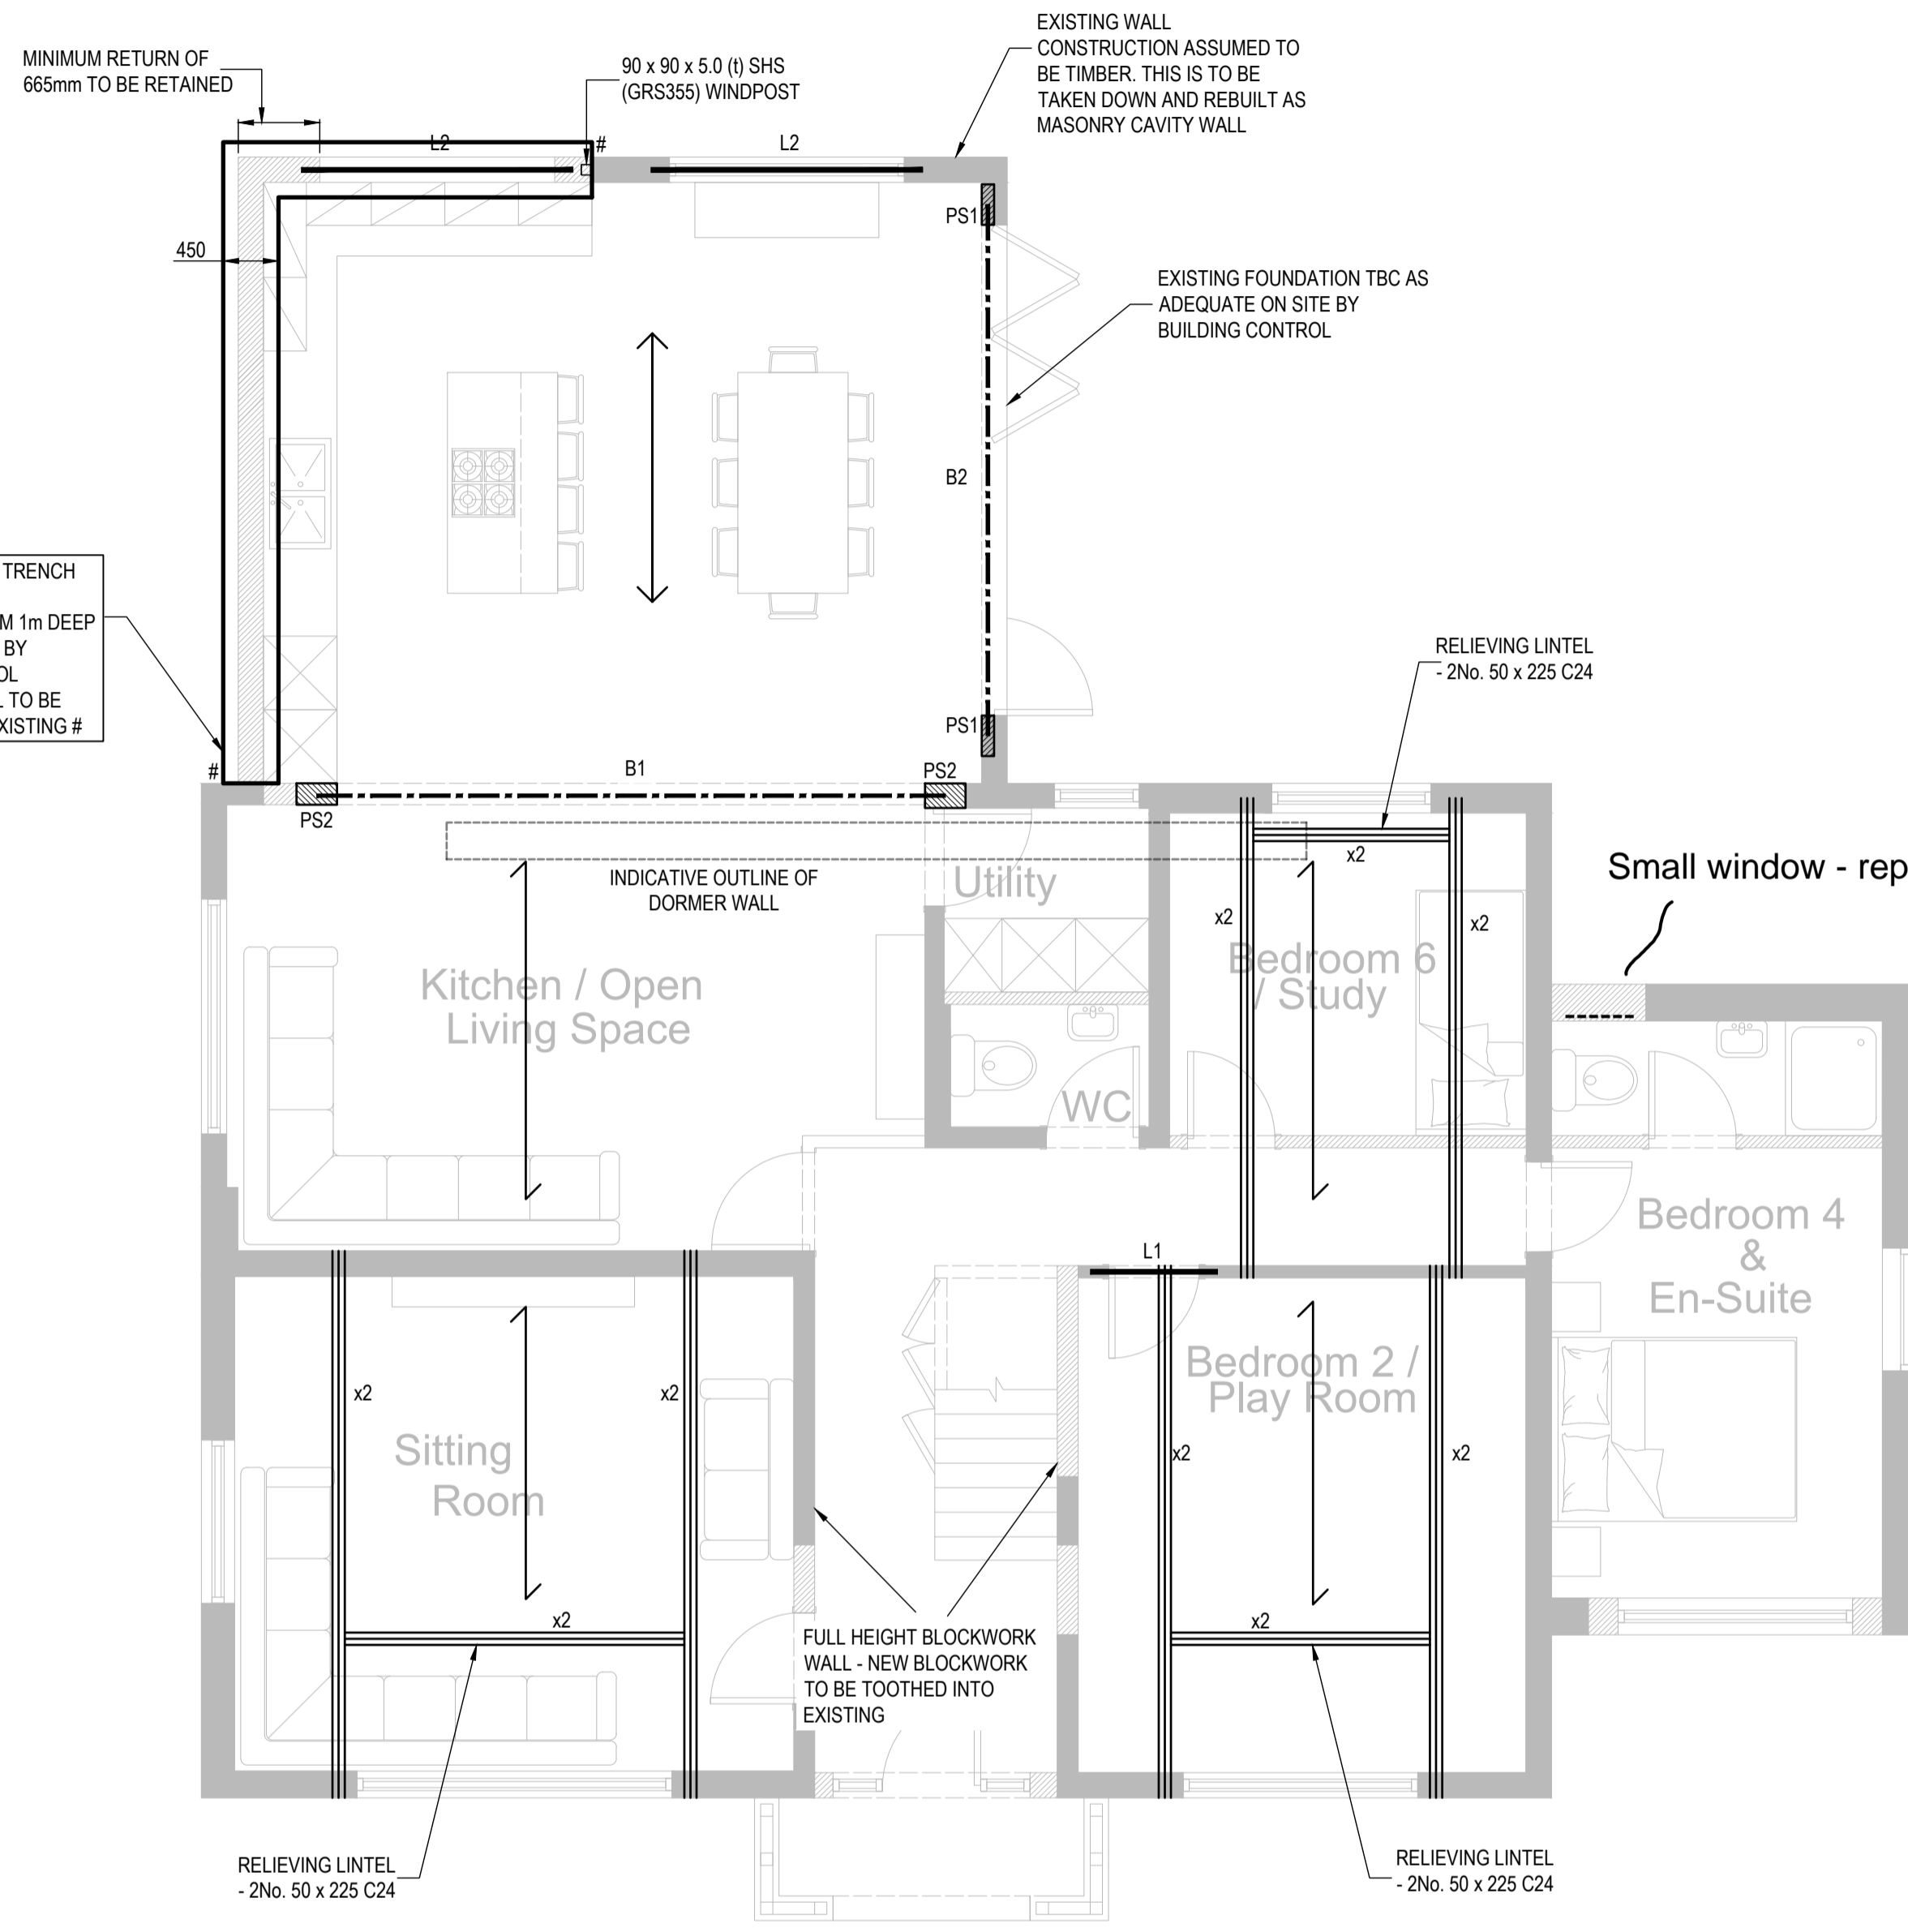 MINIMUM RETURN OF
665mm TO BE RETAINED
90 x 90 x 5.0 (t) SHS
(GRS355) WINDPOST
EXISTING WALL
CONSTRUCTION ASSUMED TO
BE TIMBER. THIS IS TO BE
TAKEN DOWN AND REBUILT AS
MASONRY CAVITY WALL
L2
#
L2
PS1
450
EXISTING FOUNDATION TBC AS
ADEQUATE ON SITE BY
BUILDING CONTROL
B2
TRENCH
M 1m DEEP
BY
OL
L TO BE
XISTING #
RELIEVING LINTEL
- 2No. 50 x 225 C24
PS1
#
B1
PS2
PS2
x2
INDICATIVE OUTLINE OF
DORMER WALL
Utility
Small window - rep
x2
x2
Kitchen / Open
Living Space
Bedroom 6
/ Study
WC
Bedroom 4
&
En-Suite
L1
x2
x2
Bedroom 2 /
Play Room
Sitting
Room
x2
x2
x2
x2
FULL HEIGHT BLOCKWORK
WALL - NEW BLOCKWORK
TO BE TOOTHED INTO
EXISTING
RELIEVING LINTEL
- 2No. 50 x 225 C24
RELIEVING LINTEL
- 2No. 50 x 225 C24